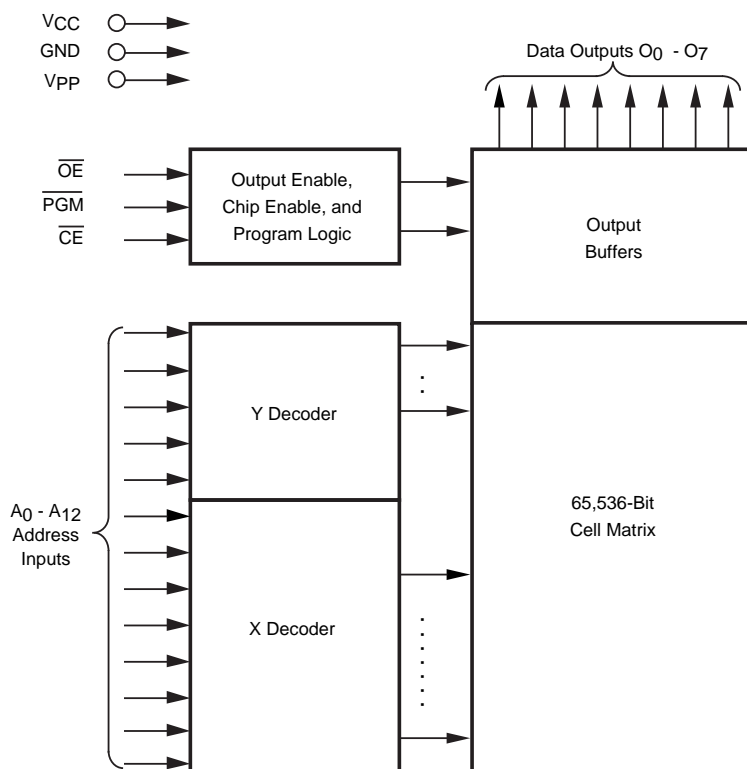 VCC
GND
VPP
Data Outputs O0 - O7
OE
PGM
CE
Output Enable,
Chip Enable, and
Program Logic
Output
Buffers
Y Decoder
A0 - A12
Address
Inputs
65,536-Bit
Cell Matrix
X Decoder